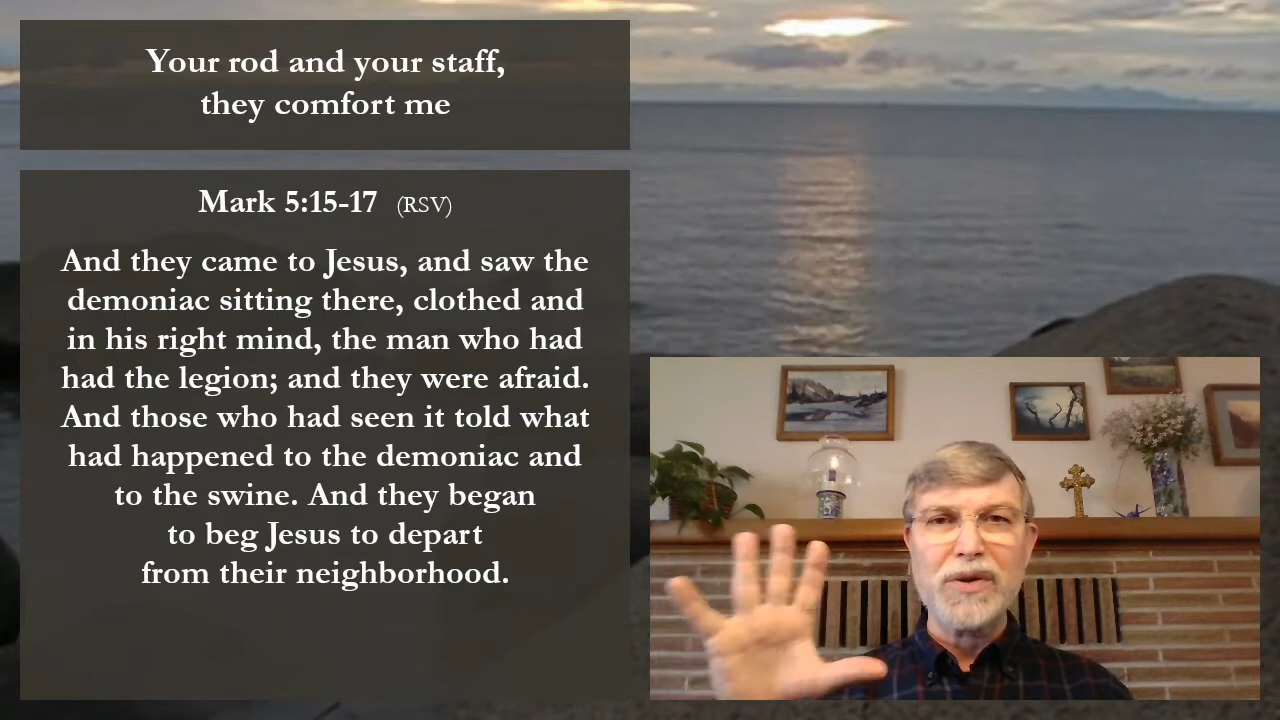 Your rod and your staff,
they comfort me
Mark 5:15-17 (RSV)
And they came to Jesus, and saw the
demoniac sitting there, clothed and
in his right mind, the man who had
had the legion; and they were afraid.
And those who had seen it told what
had happened to the demoniac and
to the swine. And they began
to beg Jesus to depart
from their neighborhood.